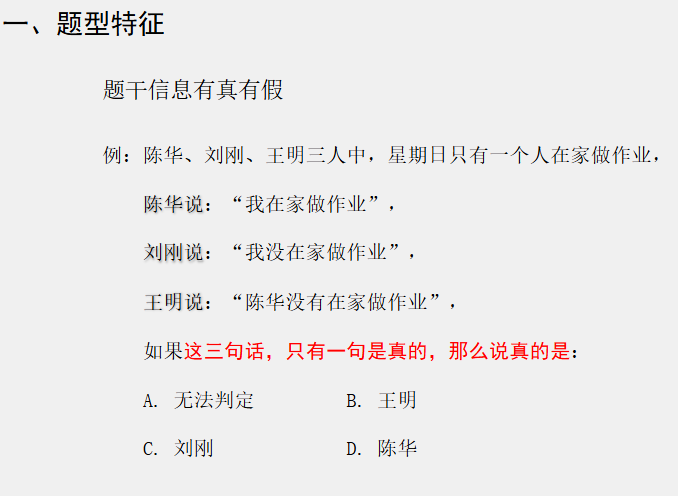 一、题型特征
题干信息有真有假
例：陈华、刘刚、王明三人中，星期日只有一个人在家做作业，
陈华说：“我在家做作业”，
刘刚说：“我没在家做作业”，
王明说：“陈华没有在家做作业”，
如果这三句话，只有一句是真的，那么说真的是：
A. 无法判定 B. 王明
C. 刘刚 D. 陈华